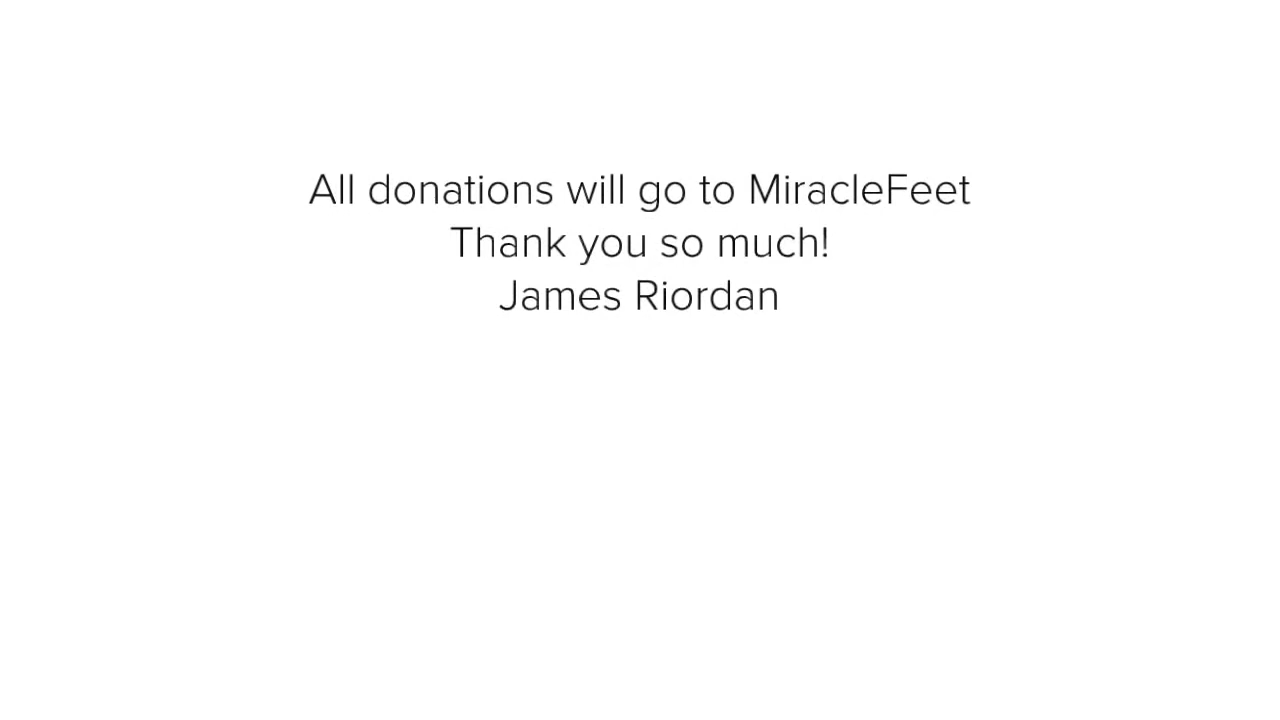 All donations will go to MiracleFeet
Thank you so much!
James Riordan